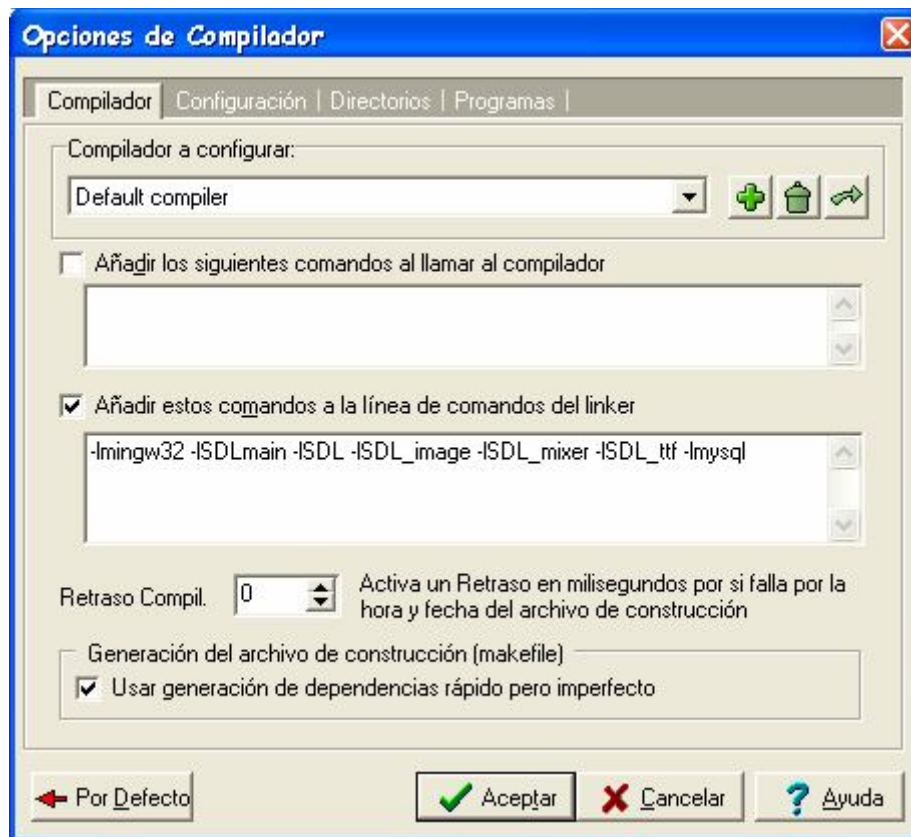 Opciones de Compilador
Compilador | Configuración | Directorios | Programas |
Compilador a configurar:
Default compiler
Añadir los siguientes comandos al llamar al compilador
Añadir estos comandos a la línea de comandos del linker
-lmingw32 -lSDLmain -lSDL -lSDL_image -lSDL_mixer -lSDL_ttf -lmysql
Retraso Compil. 0 Activa un Retraso en milisegundos por si falla por la
hora y fecha del archivo de construcción
Generación del archivo de construcción (makefile)
Usar generación de dependencias rápido pero imperfecto
Por Defecto Aceptar Cancelar Ayuda